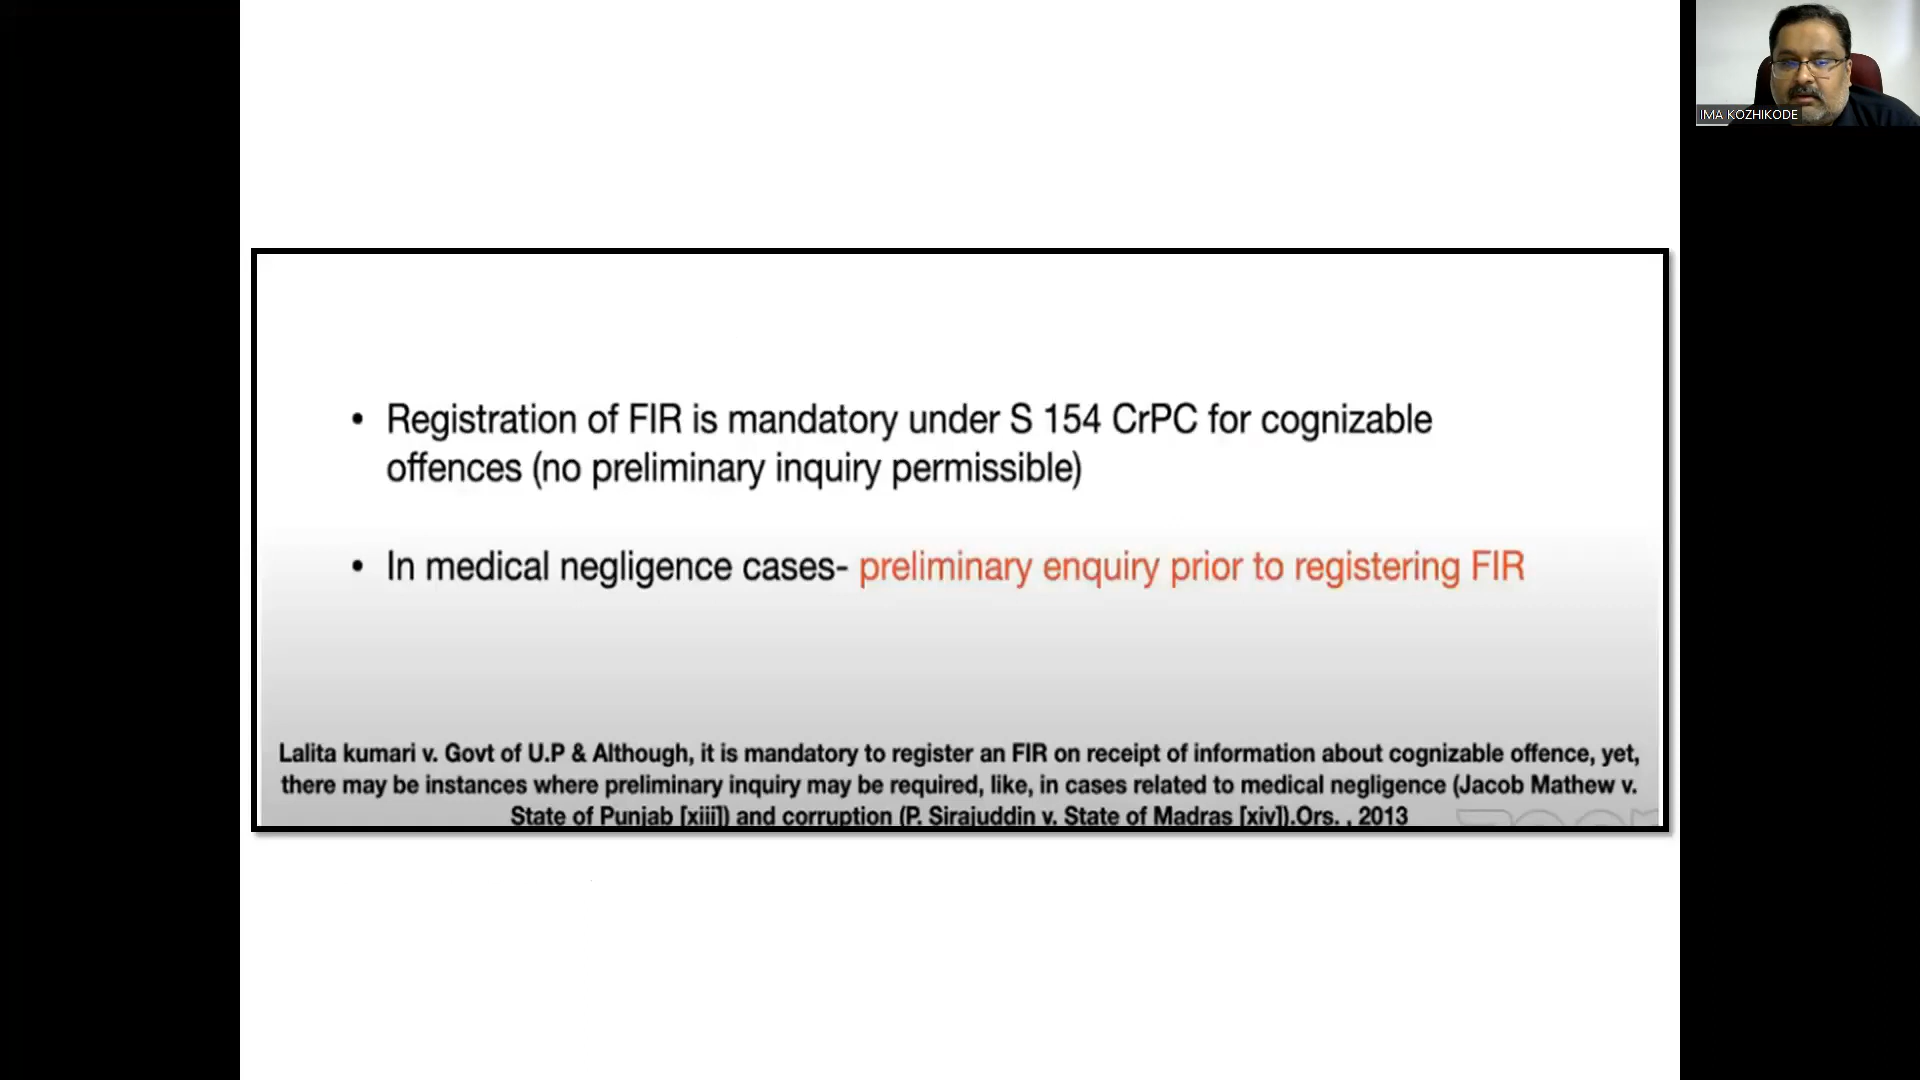 IMA KOZHIKODE
• Registration of FIR is mandatory under S 154 CrPC for cognizable
offences (no preliminary inquiry permissible)
• In medical negligence cases- preliminary enquiry prior to registering FIR
Lalita kumari v. Govt of U.P & Although, it is mandatory to register an FIR on receipt of information about cognizable offence, yet,
there may be instances where preliminary inquiry may be required, like, in cases related to medical negligence (Jacob Mathew v.
State of Punjab [xiii]) and corruption (P. Sirajuddin v. State of Madras [xiv]).Ors. , 2013